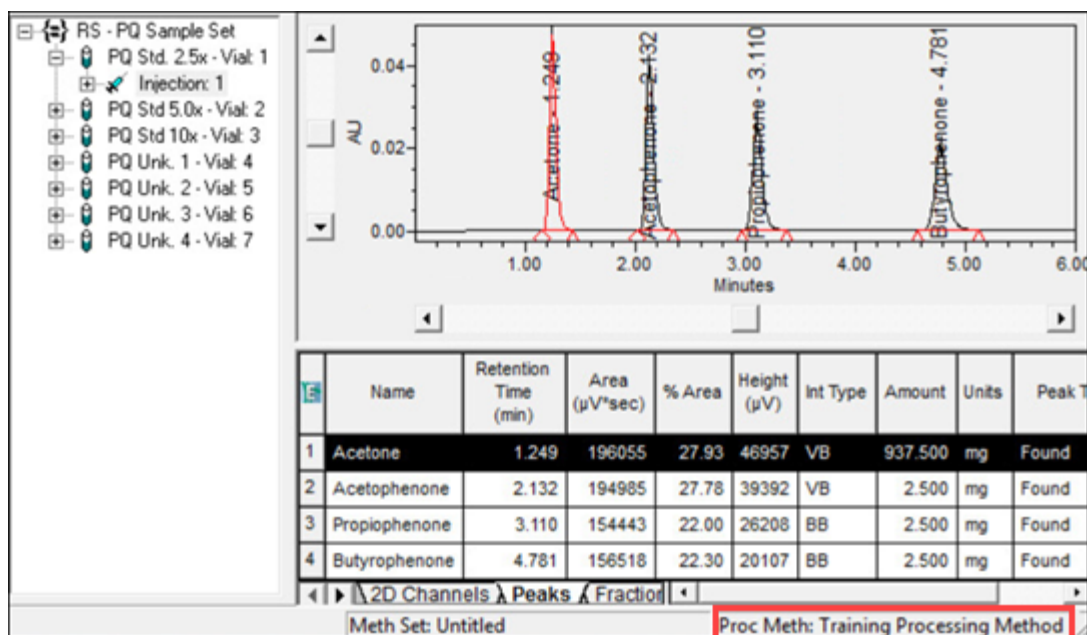 RS - PQ Sample Set
PQ Std. 2.5x - Vial: 1
Injection: 1
PQ Std 5.0x - Vial: 2
PQ Std 10x - Vial: 3
PQ Unk. 1 - Vial: 4
PQ Unk. 2 - Vial: 5
PQ Unk. 3 - Vial: 6
PQ Unk. 4 - Vial: 7
AU
0.04
0.02
0.00
Acetone - 1.249
Acetophenone - 2.132
Propiophenone - 3.110
Butyrophenone - 4.781
1.00 2.00 3.00 4.00 5.00 6.00
Minutes
Name Retention Time (min) Area (µV*sec) % Area Height (µV) Int Type Amount Units Peak T
1 Acetone 1.249 196055 27.93 46957 VB 937.500 mg Found
2 Acetophenone 2.132 194985 27.78 39392 VB 2.500 mg Found
3 Propiophenone 3.110 154443 22.00 26208 BB 2.500 mg Found
4 Butyrophenone 4.781 156518 22.30 20107 BB 2.500 mg Found
2D Channels Peaks Fraction
Meth Set: Untitled Proc Meth: Training Processing Method